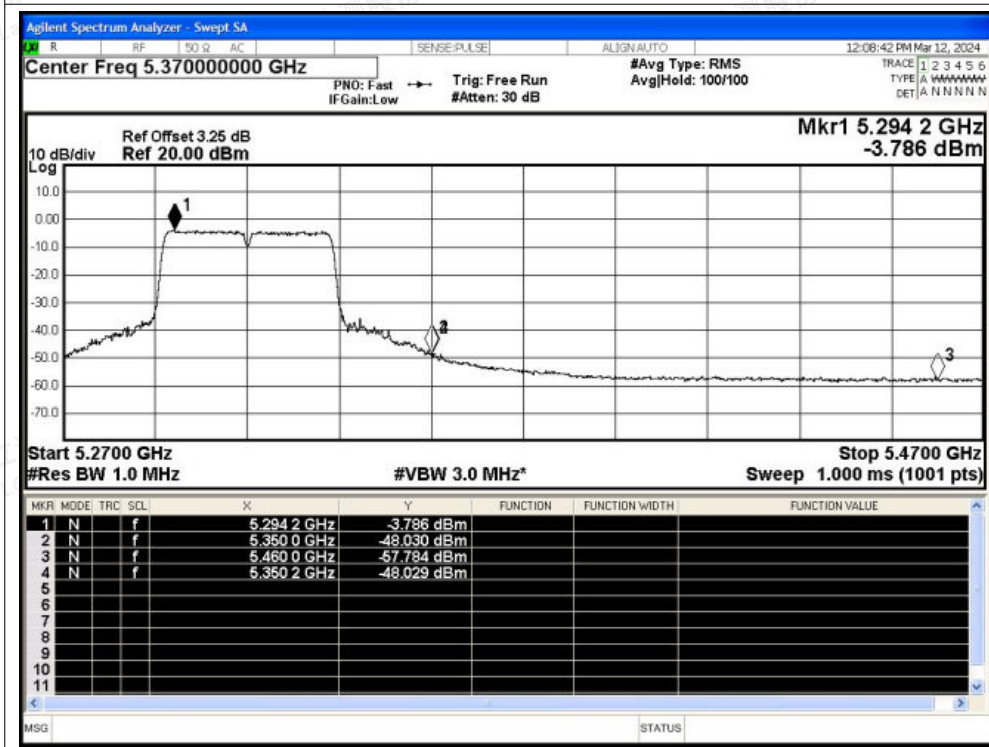 Agilent Spectrum Analyzer - Swept SA
R RF 50 Ω AC SENSE:PULSE ALIGN AUTO 12:08:42 PM Mar 12, 2024
Center Freq 5.370000000 GHz
PNO: Fast
IFGain:Low
Trig: Free Run
#Atten: 30 dB
#Avg Type: RMS
Avg|Hold: 100/100
TRACE 1 2 3 4 5 6
TYPE A WWWWW
DET A N N N N N
Mkr1 5.294 2 GHz
-3.786 dBm
Ref Offset 3.25 dB
10 dB/div Ref 20.00 dBm
Log
10.0
0.00
-10.0
-20.0
-30.0
-40.0
-50.0
-60.0
-70.0
1
3
Start 5.2700 GHz Stop 5.4700 GHz
#Res BW 1.0 MHz #VBW 3.0 MHz* Sweep 1.000 ms (1001 pts)
MKR MODE TRC SCL X Y FUNCTION FUNCTION WIDTH FUNCTION VALUE
1 N f 5.294 2 GHz -3.786 dBm
2 N f 5.350 0 GHz -48.030 dBm
3 N f 5.460 0 GHz -57.784 dBm
4 N f 5.350 2 GHz -48.029 dBm
5
6
7
8
9
10
11
MSG STATUS